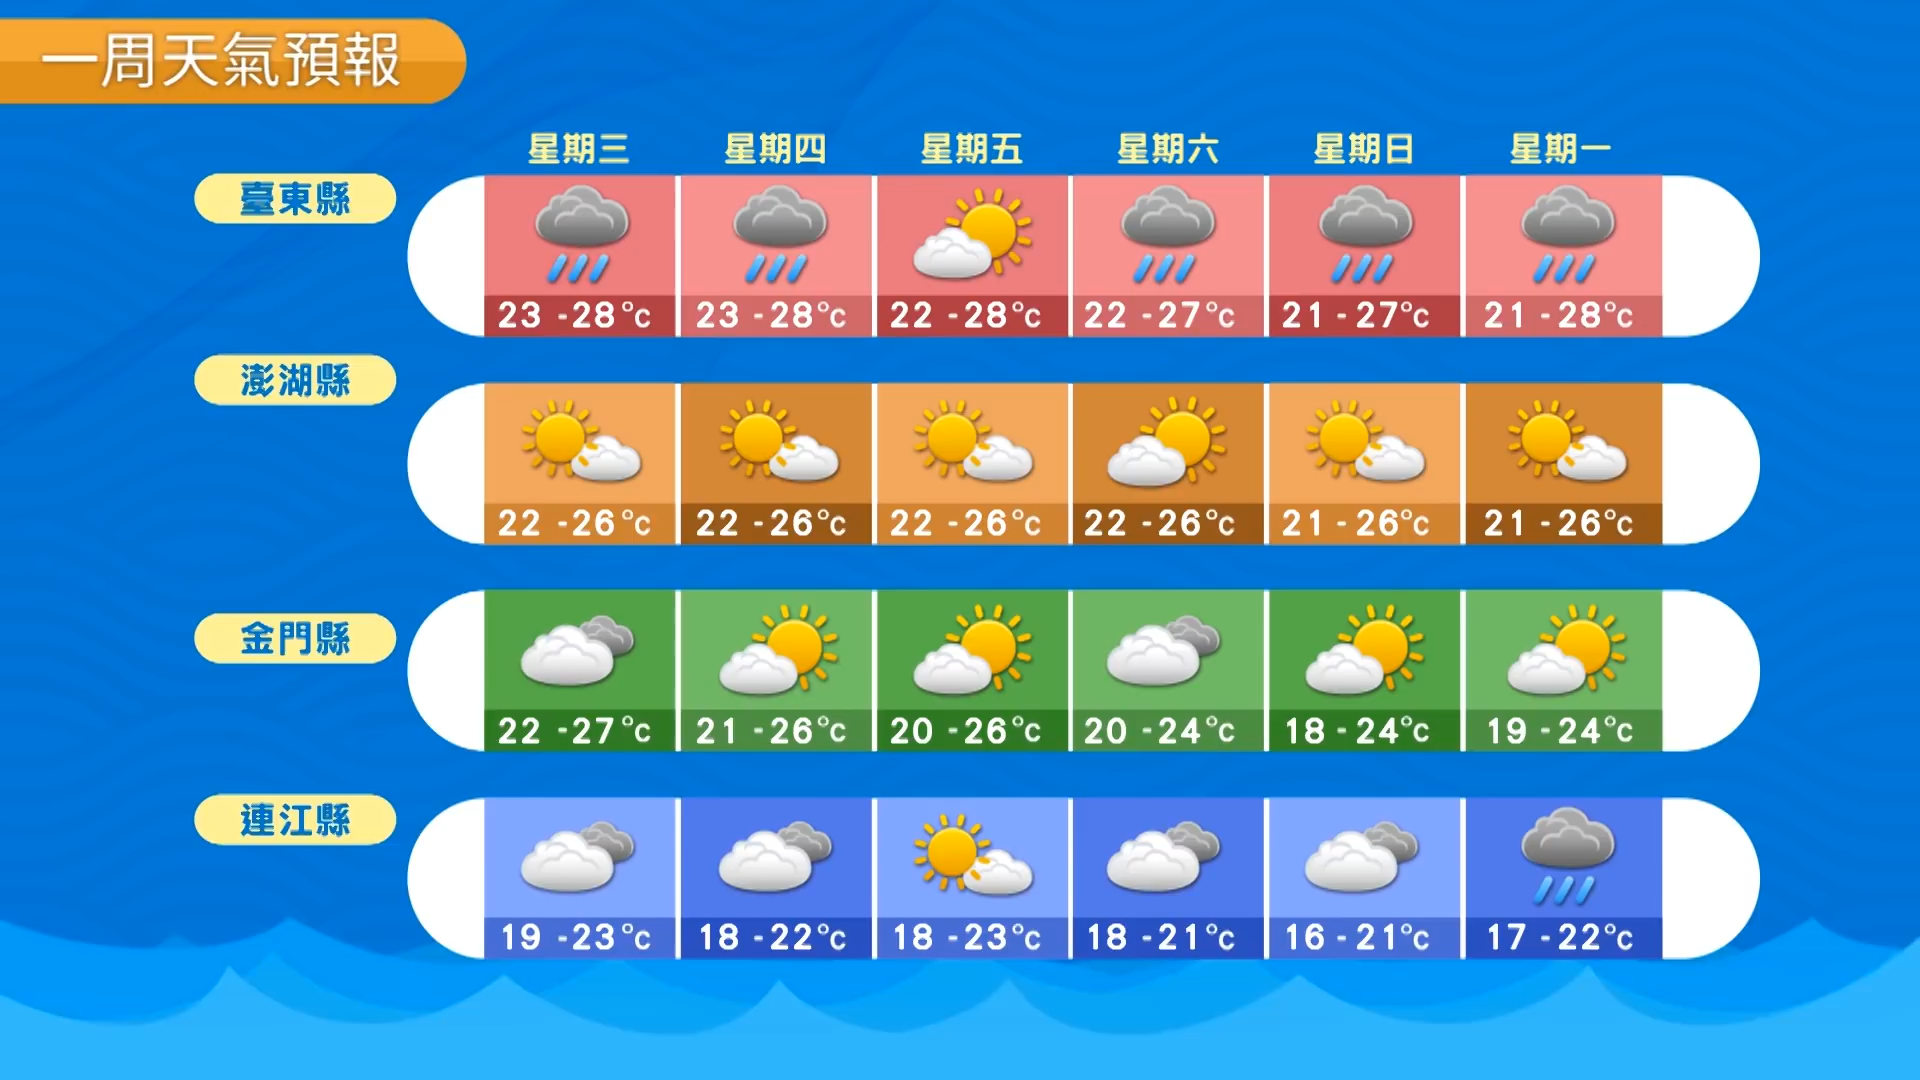 一周天氣預報
星期三 星期四 星期五 星期六 星期日 星期一
臺東縣
23 -28°C 23 -28°C 22 -28°C 22 -27°C 21 - 27°C 21 - 28°C
澎湖縣
22 -26°C 22 -26°C 22 -26°C 22 -26°C 21 - 26°C 21 - 26°C
金門縣
22 -27°C 21 -26°C 20 -26°C 20 -24°C 18 - 24°C 19 - 24°C
連江縣
19 -23°C 18 -22°C 18 -23°C 18 -21°C 16 -21°C 17 -22°C